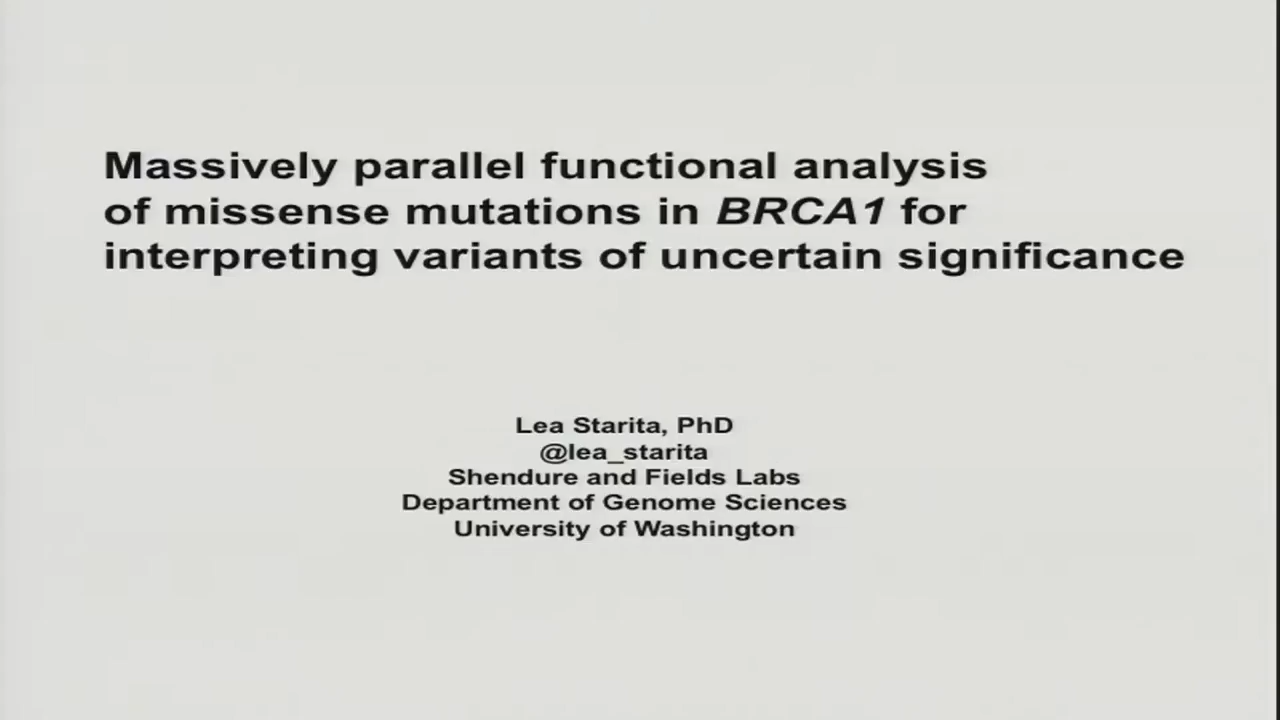 Massively parallel functional analysis
of missense mutations in BRCA1 for
interpreting variants of uncertain significance
Lea Starita, PhD
@lea_starita
Shendure and Fields Labs
Department of Genome Sciences
University of Washington